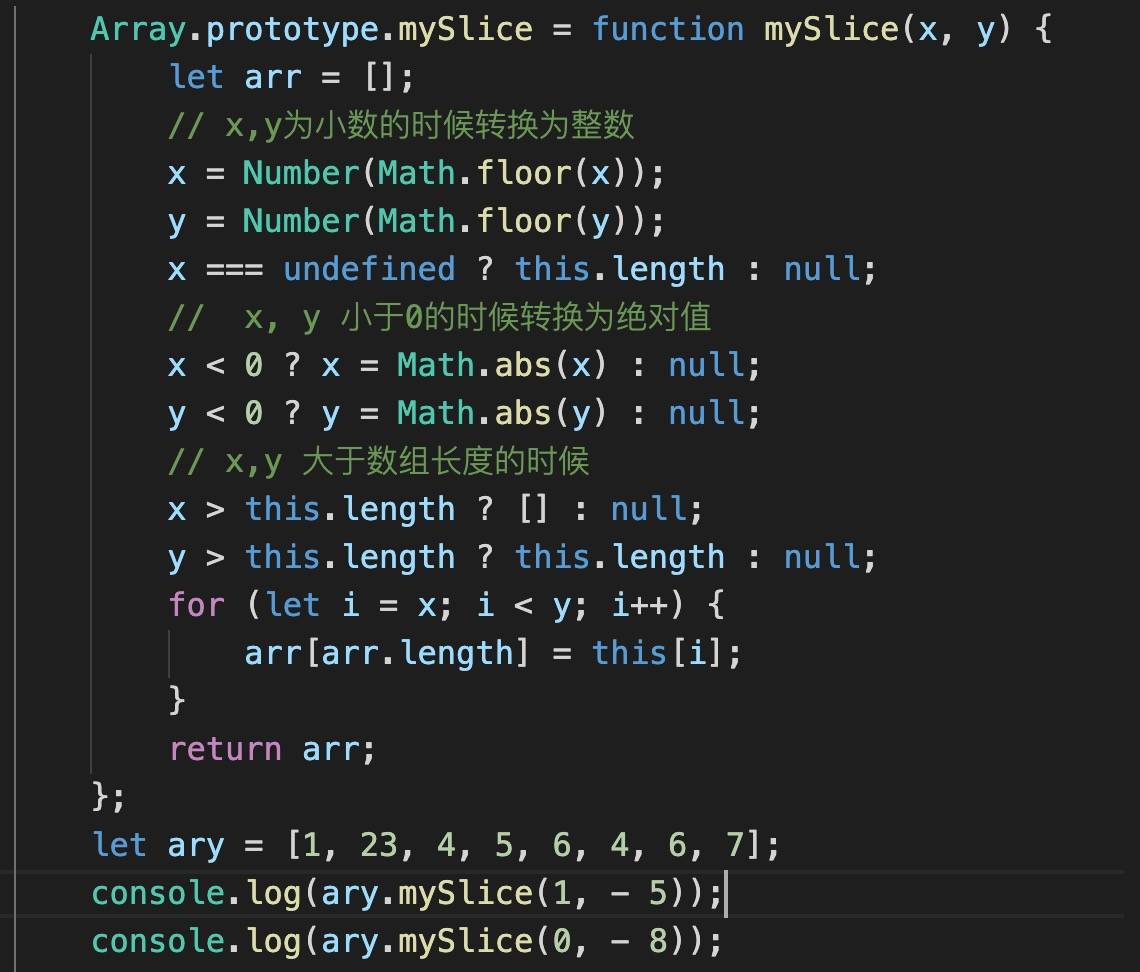 Array.prototype.mySlice = function mySlice(x, y) {
let arr = [];
// x,y为小数的时候转换为整数
x = Number(Math.floor(x));
y = Number(Math.floor(y));
x === undefined ? this.length : null;
//  x, y 小于0的时候转换为绝对值
x < 0 ? x = Math.abs(x) : null;
y < 0 ? y = Math.abs(y) : null;
// x,y 大于数组长度的时候
x > this.length ? [] : null;
y > this.length ? this.length : null;
for (let i = x; i < y; i++) {
arr[arr.length] = this[i];
}
return arr;
};
let ary = [1, 23, 4, 5, 6, 4, 6, 7];
console.log(ary.mySlice(1, - 5));
console.log(ary.mySlice(0, - 8));